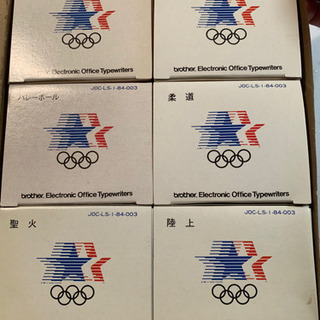 brother. Electronic Office Typewriters
brother. Electronic Office Typewriters
バレーボール
JOC-LS-I-84-003
brother. Electronic Office Typewriters
柔道
JOC-LS-I-84-003
brother. Electronic Office Typewriters
聖火
JOC-LS-I-84-003
陸上
JOC-LS-I-84-003